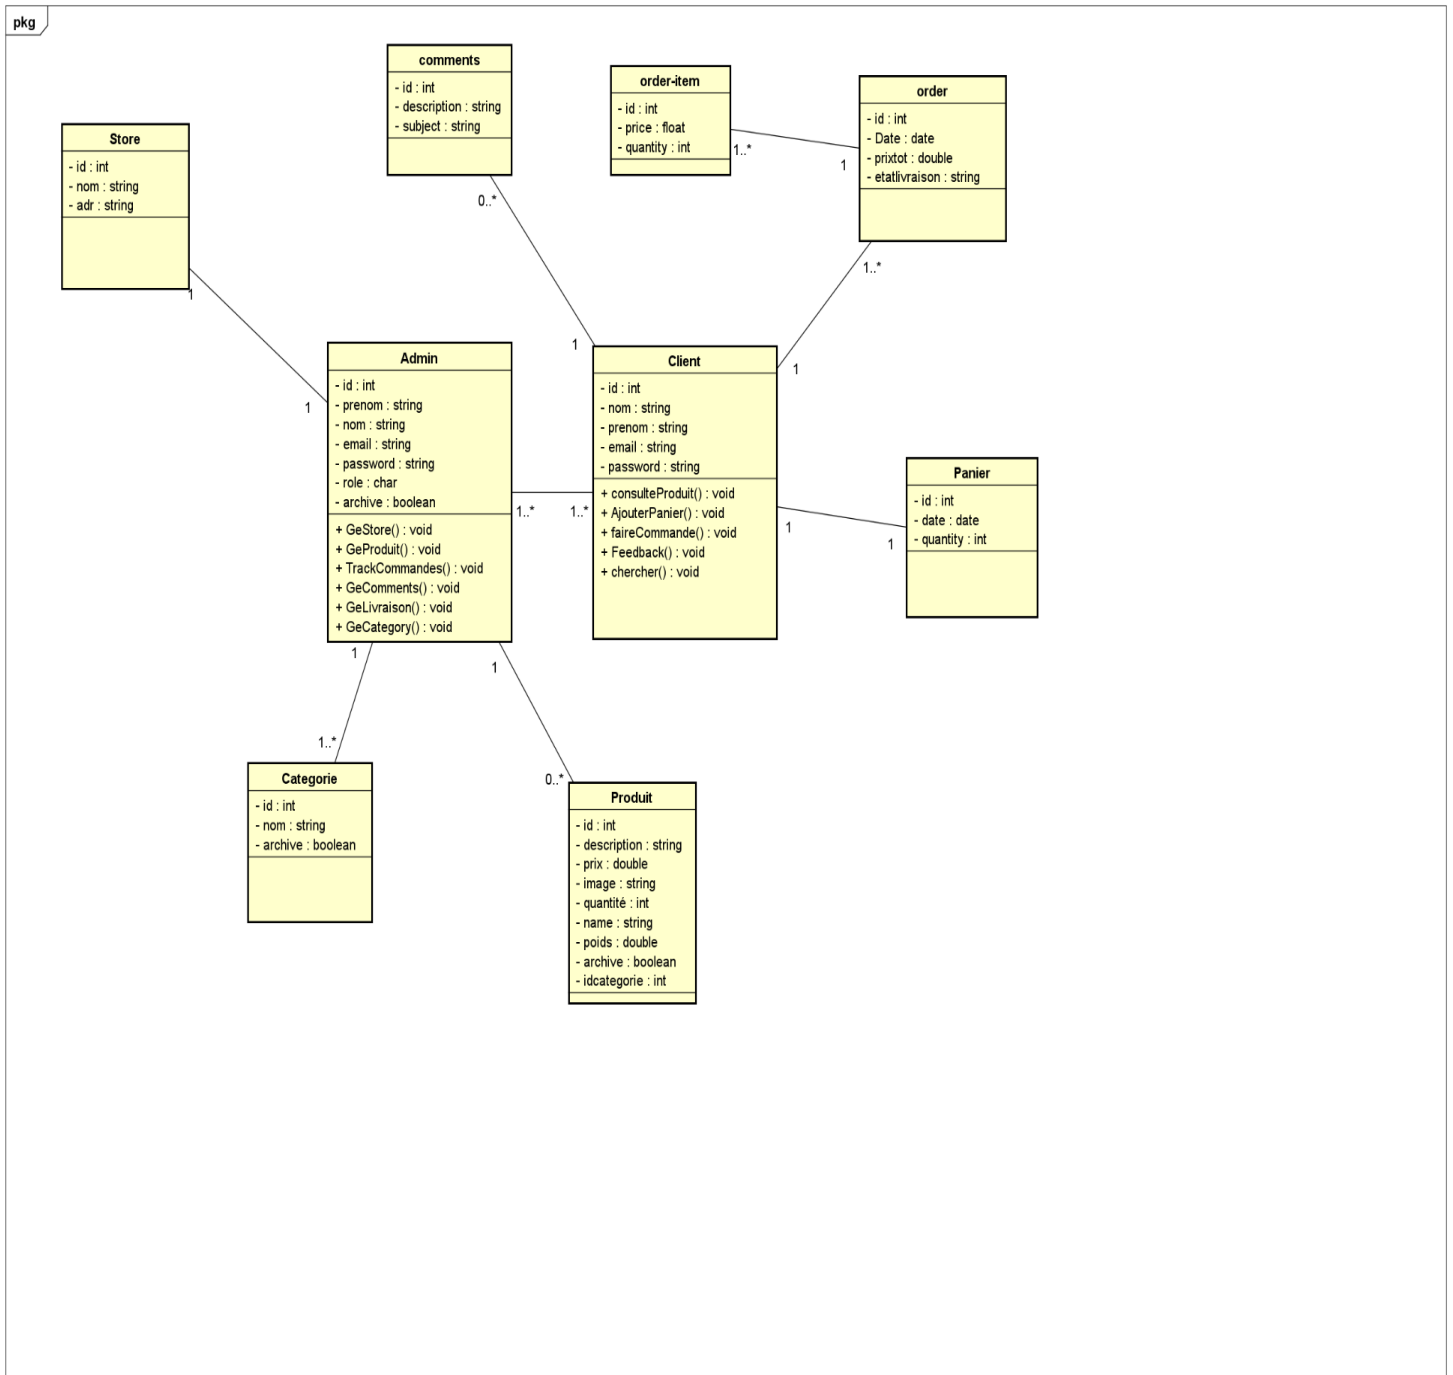 pkg
comments
- id : int
- description : string
- subject : string
0..*
1
order-item
- id : int
- price : float
- quantity : int
1..*
1
order
- id : int
- Date : date
- prixtot : double
- etatlivraison : string
1..*
1
Store
- id : int
- nom : string
- adr : string
1
1
Admin
- id : int
- prenom : string
- nom : string
- email : string
- password : string
- role : char
- archive : boolean
+ GeStore() : void
+ GeProduit() : void
+ TrackCommandes() : void
+ GeComments() : void
+ GeLivraison() : void
+ GeCategory() : void
1..*
1..*
Client
- id : int
- nom : string
- prenom : string
- email : string
- password : string
+ consulteProduit() : void
+ AjouterPanier() : void
+ faireCommande() : void
+ Feedback() : void
+ chercher() : void
1
1
Panier
- id : int
- date : date
- quantity : int
1
1..*
1
0..*
Categorie
- id : int
- nom : string
- archive : boolean
Produit
- id : int
- description : string
- prix : double
- image : string
- quantité : int
- name : string
- poids : double
- archive : boolean
- idcategorie : int